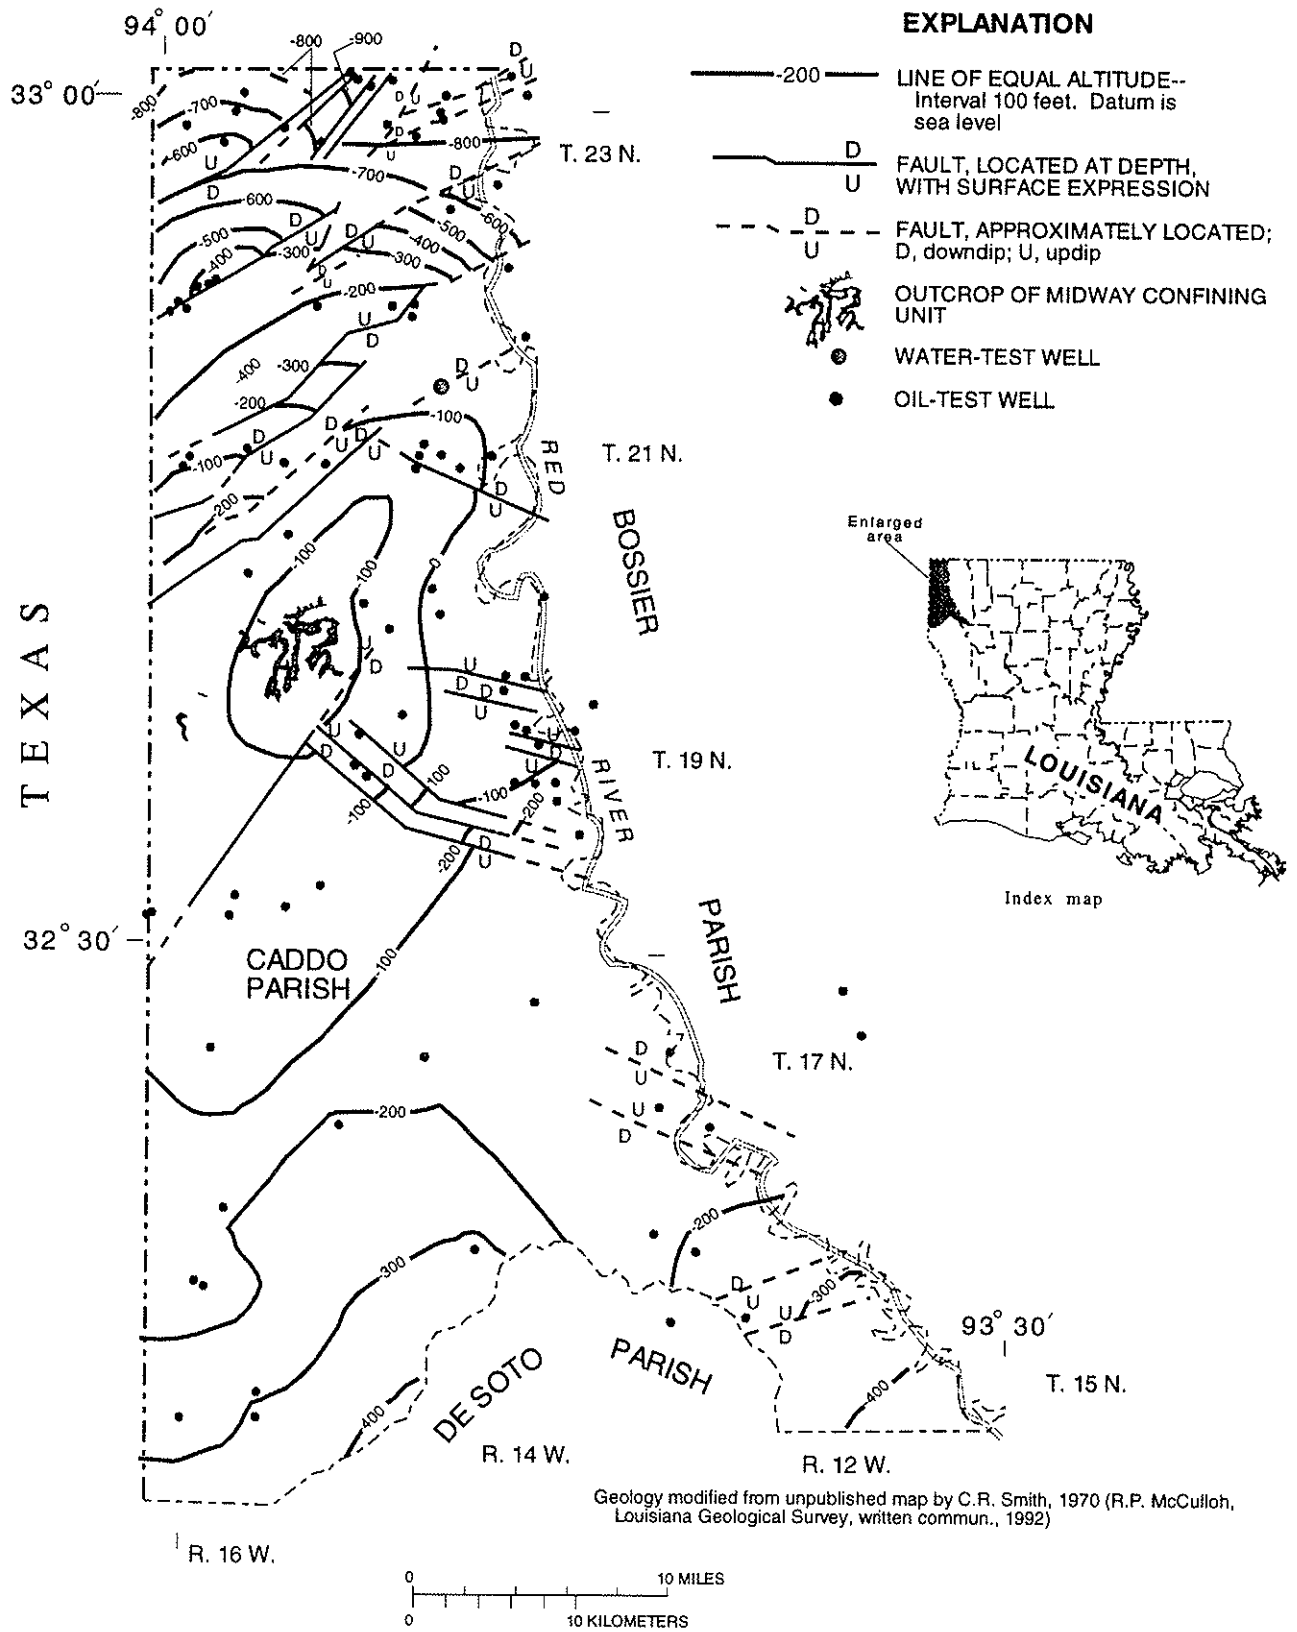 94° 00′
33° 00′
-800
-900
-800
-700
-600
-800
T. 23 N.
-700
-600
-600
-500
-400
-500
-400
-300
-300
-200
-400
-300
-200
-100
-100
-200
T. 21 N.
RED
BOSSIER
-100
-100
0
TEXAS
T. 19 N.
RIVER
100
-100
-100
-200
-200
32° 30′
CADDO
PARISH
-100
PARISH
T. 17 N.
-200
-200
-300
-300
93° 30′
DE SOTO
PARISH
T. 15 N.
400
-400
R. 14 W.
R. 12 W.
R. 16 W.
EXPLANATION
-200
LINE OF EQUAL ALTITUDE--
Interval 100 feet. Datum is
sea level
D
U
FAULT, LOCATED AT DEPTH,
WITH SURFACE EXPRESSION
D
U
FAULT, APPROXIMATELY LOCATED;
D, downdip; U, updip
OUTCROP OF MIDWAY CONFINING
UNIT
WATER-TEST WELL
OIL-TEST WELL
Enlarged
area
LOUISIANA
Index map
Geology modified from unpublished map by C.R. Smith, 1970 (R.P. McCulloh,
Louisiana Geological Survey, written commun., 1992)
0
10 MILES
0
10 KILOMETERS